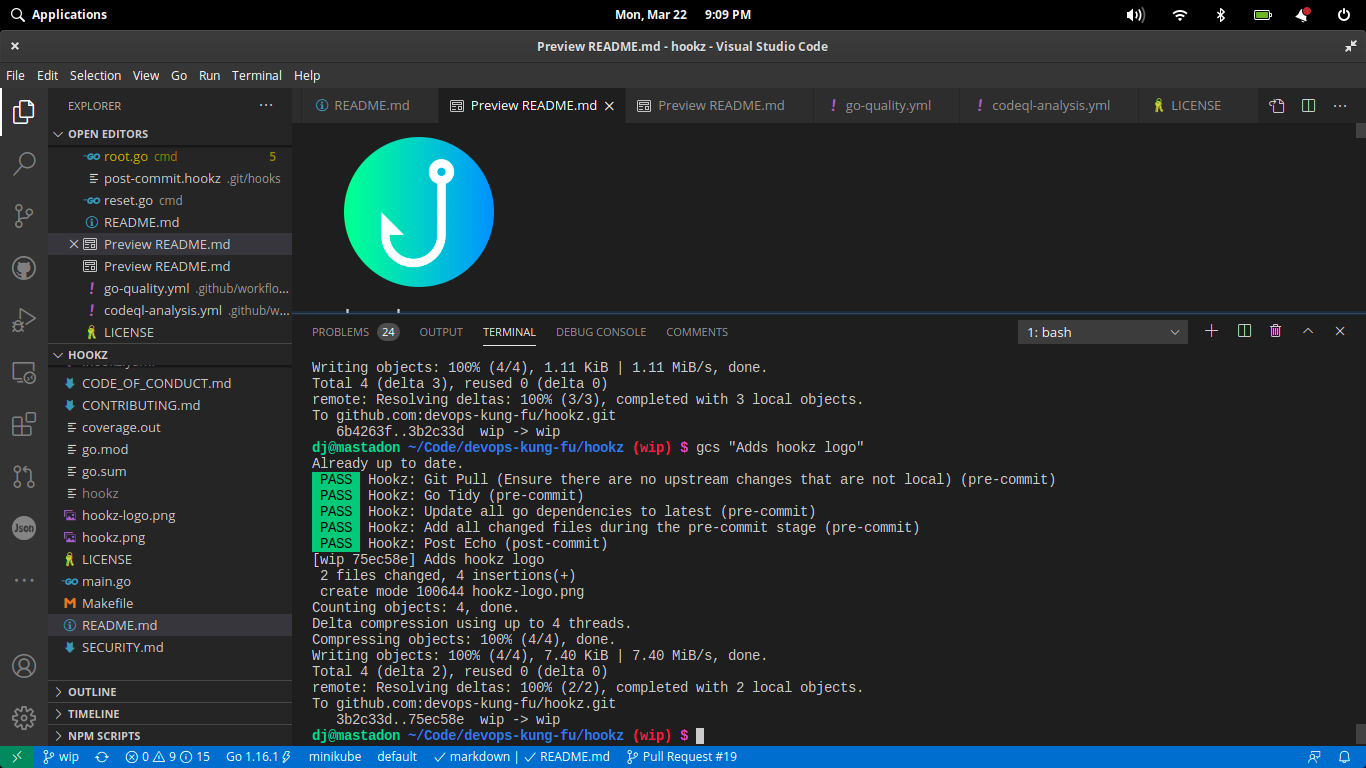 Applications
Mon, Mar 22 9:09 PM
Preview README.md - hookz - Visual Studio Code
File Edit Selection View Go Run Terminal Help
EXPLORER
README.md
Preview README.md
Preview README.md
go-quality.yml
codeql-analysis.yml
LICENSE
OPEN EDITORS
root.go cmd 5
post-commit.hookz .git/hooks
reset.go cmd
README.md
Preview README.md
Preview README.md
go-quality.yml .github/workflo...
codeql-analysis.yml .github/w...
LICENSE
HOOKZ
CODE_OF_CONDUCT.md
CONTRIBUTING.md
coverage.out
go.mod
go.sum
hookz
hookz-logo.png
hookz.png
LICENSE
main.go
Makefile
README.md
SECURITY.md
OUTLINE
TIMELINE
NPM SCRIPTS
Json
PROBLEMS 24 OUTPUT TERMINAL DEBUG CONSOLE COMMENTS
1: bash
Writing objects: 100% (4/4), 1.11 KiB | 1.11 MiB/s, done.
Total 4 (delta 3), reused 0 (delta 0)
remote: Resolving deltas: 100% (3/3), completed with 3 local objects.
To github.com:devops-kung-fu/hookz.git
6b4263f..3b2c33d wip -> wip
dj@mastadon ~/Code/devops-kung-fu/hookz (wip) $ gcs "Adds hookz logo"
Already up to date.
PASS Hookz: Git Pull (Ensure there are no upstream changes that are not local) (pre-commit)
PASS Hookz: Go Tidy (pre-commit)
PASS Hookz: Update all go dependencies to latest (pre-commit)
PASS Hookz: Add all changed files during the pre-commit stage (pre-commit)
PASS Hookz: Post Echo (post-commit)
[wip 75ec58e] Adds hookz logo
2 files changed, 4 insertions(+)
create mode 100644 hookz-logo.png
Counting objects: 4, done.
Delta compression using up to 4 threads.
Compressing objects: 100% (4/4), done.
Writing objects: 100% (4/4), 7.40 KiB | 7.40 MiB/s, done.
Total 4 (delta 2), reused 0 (delta 0)
remote: Resolving deltas: 100% (2/2), completed with 2 local objects.
To github.com:devops-kung-fu/hookz.git
3b2c33d..75ec58e wip -> wip
dj@mastadon ~/Code/devops-kung-fu/hookz (wip) $
wip 0 9 15 Go 1.16.1 minikube default markdown | README.md Pull Request #19